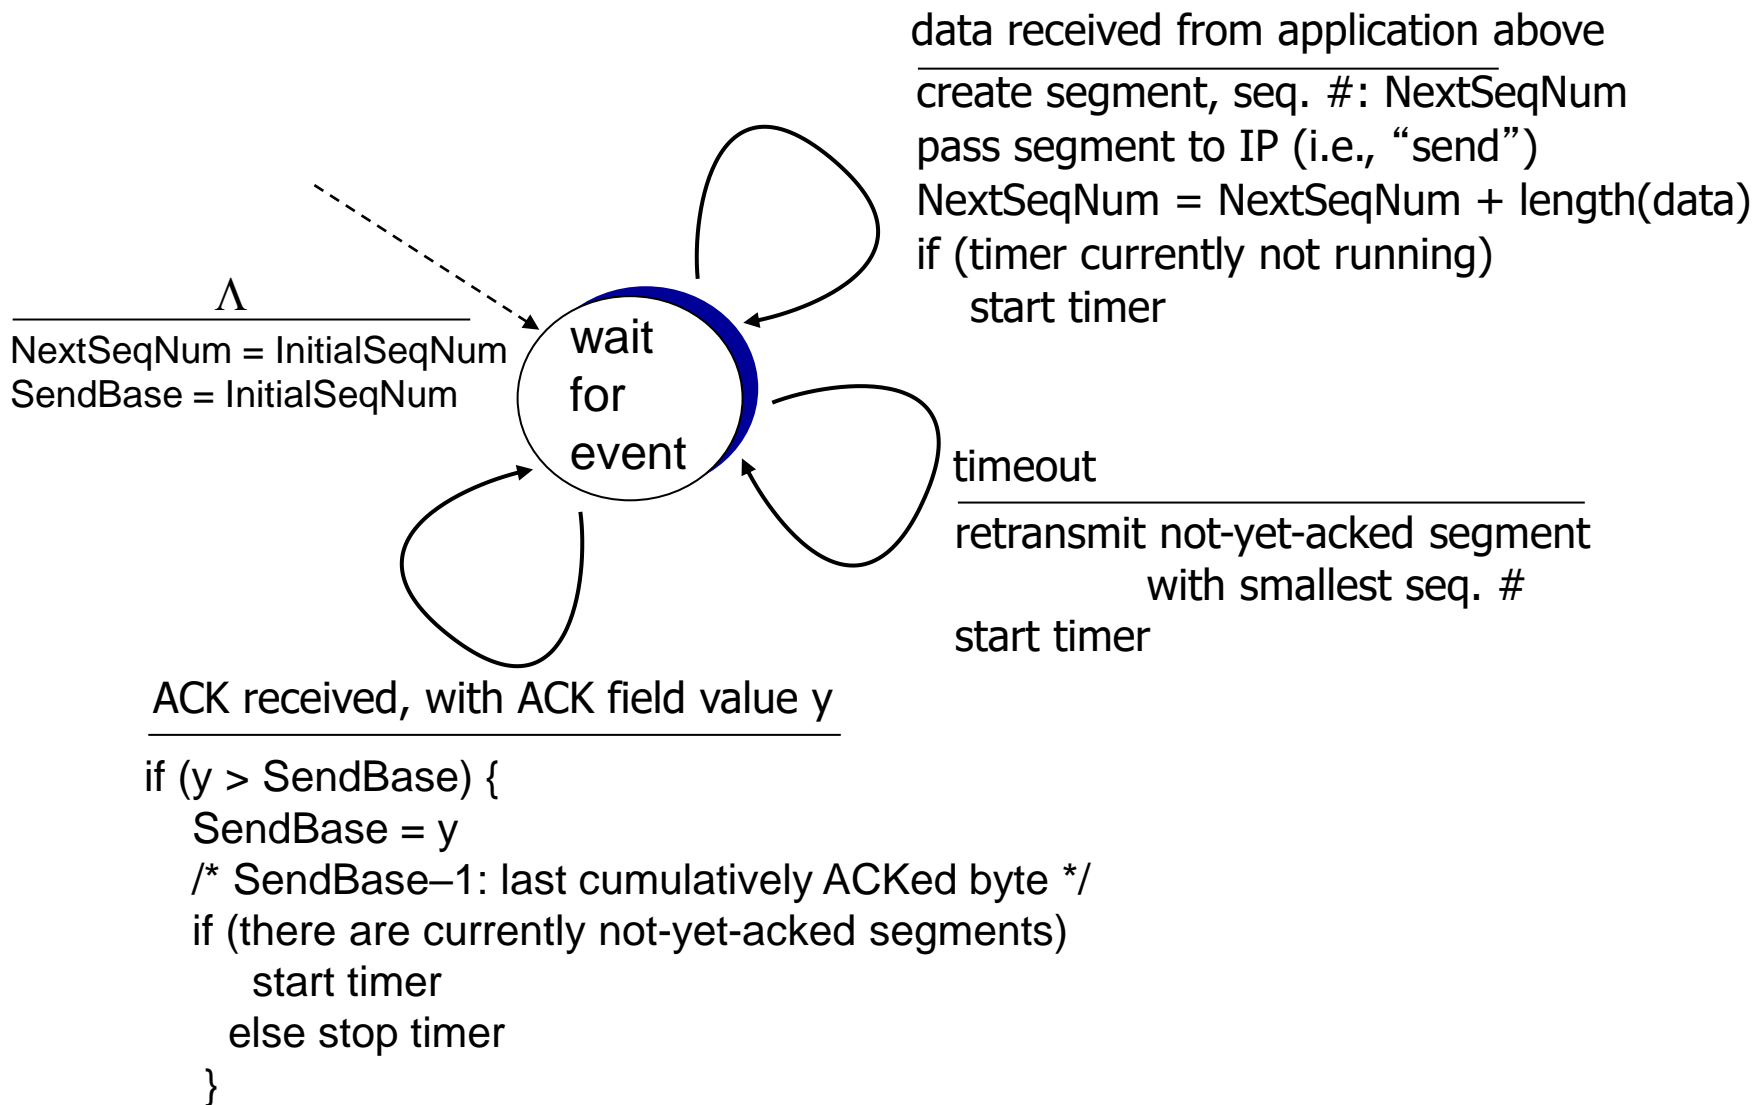 data received from application above
create segment, seq. #: NextSeqNum
pass segment to IP (i.e., “send”)
NextSeqNum = NextSeqNum + length(data)
if (timer currently not running)
start timer
Λ
NextSeqNum = InitialSeqNum
SendBase = InitialSeqNum
wait
for
event
timeout
retransmit not-yet-acked segment
with smallest seq. #
start timer
ACK received, with ACK field value y
if (y > SendBase) {
SendBase = y
/* SendBase–1: last cumulatively ACKed byte */
if (there are currently not-yet-acked segments)
start timer
else stop timer
}